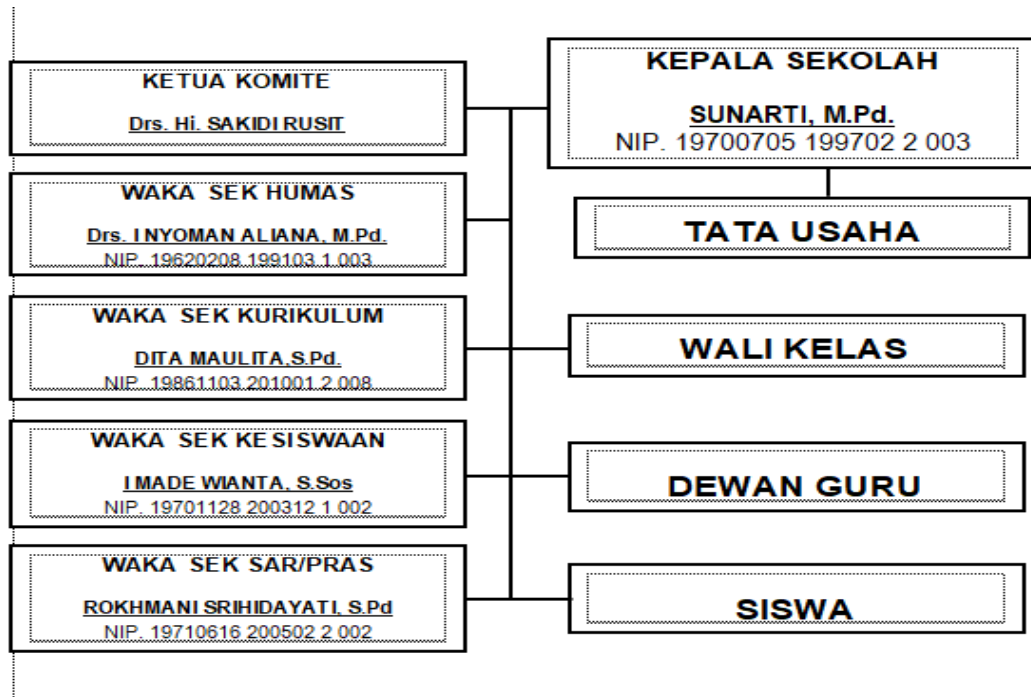 KETUA KOMITE
Drs. Hi. SAKIDI RUSIT
KEPALA SEKOLAH
SUNARTI, M.Pd.
NIP. 19700705 199702 2 003
WAKA SEK HUMAS
Drs. I NYOMAN ALIANA, M.Pd.
NIP. 19620208 199103 1 003
TATA USAHA
WAKA SEK KURIKULUM
DITA MAULITA,S.Pd.
NIP. 19861103 201001 2 008
WALI KELAS
WAKA SEK KESISWAAN
I MADE WIANTA, S.Sos
NIP. 19701128 200312 1 002
DEWAN GURU
WAKA SEK SAR/PRAS
ROKHMANI SRIHIDAYATI, S.Pd
NIP. 19710616 200502 2 002
SISWA